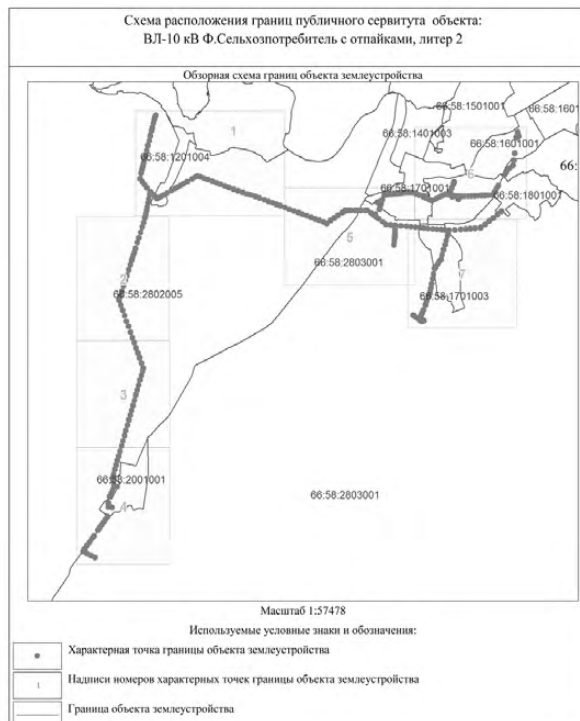 Схема расположения границ публичного сервитута объекта:
ВЛ-10 кВ Ф.Сельхозпотребитель с отпайками, литер 2
Обзорная схема границ объекта землеустройства
66:58:1501001
66:58:1601
1
66:58:1401003
66:58:1601001
66:58:1201004
66:
6
66:58:1701001
66:58:1801001
5
66:58:2803001
7
2
66:58:2802005
66:58:1701003
3
66:58:2001001
66:58:2803001
4
Масштаб 1:57478
Используемые условные знаки и обозначения:
Характерная точка границы объекта землеустройства
1
Надписи номеров характерных точек границы объекта землеустройства
Граница объекта землеустройства